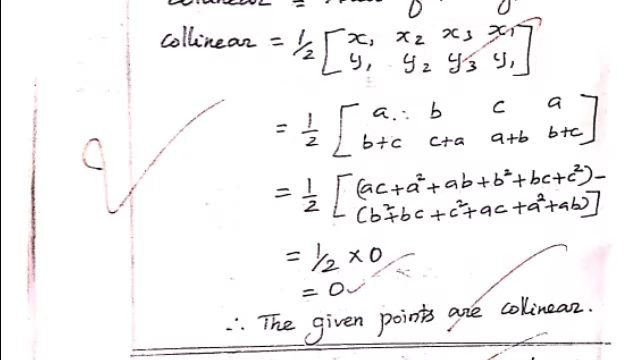 Collinear = 1/2 [ x₁ x₂ x₃ x₁
y₁ y₂ y₃ y₁ ]
= 1/2 [ a b c a
b+c c+a a+b b+c ]
= 1/2 [ (ac+a²+ab+b²+bc+c²) -
(b²+bc+c²+ac+a²+ab) ]
= 1/2 × 0
= 0
∴ The given points are collinear.